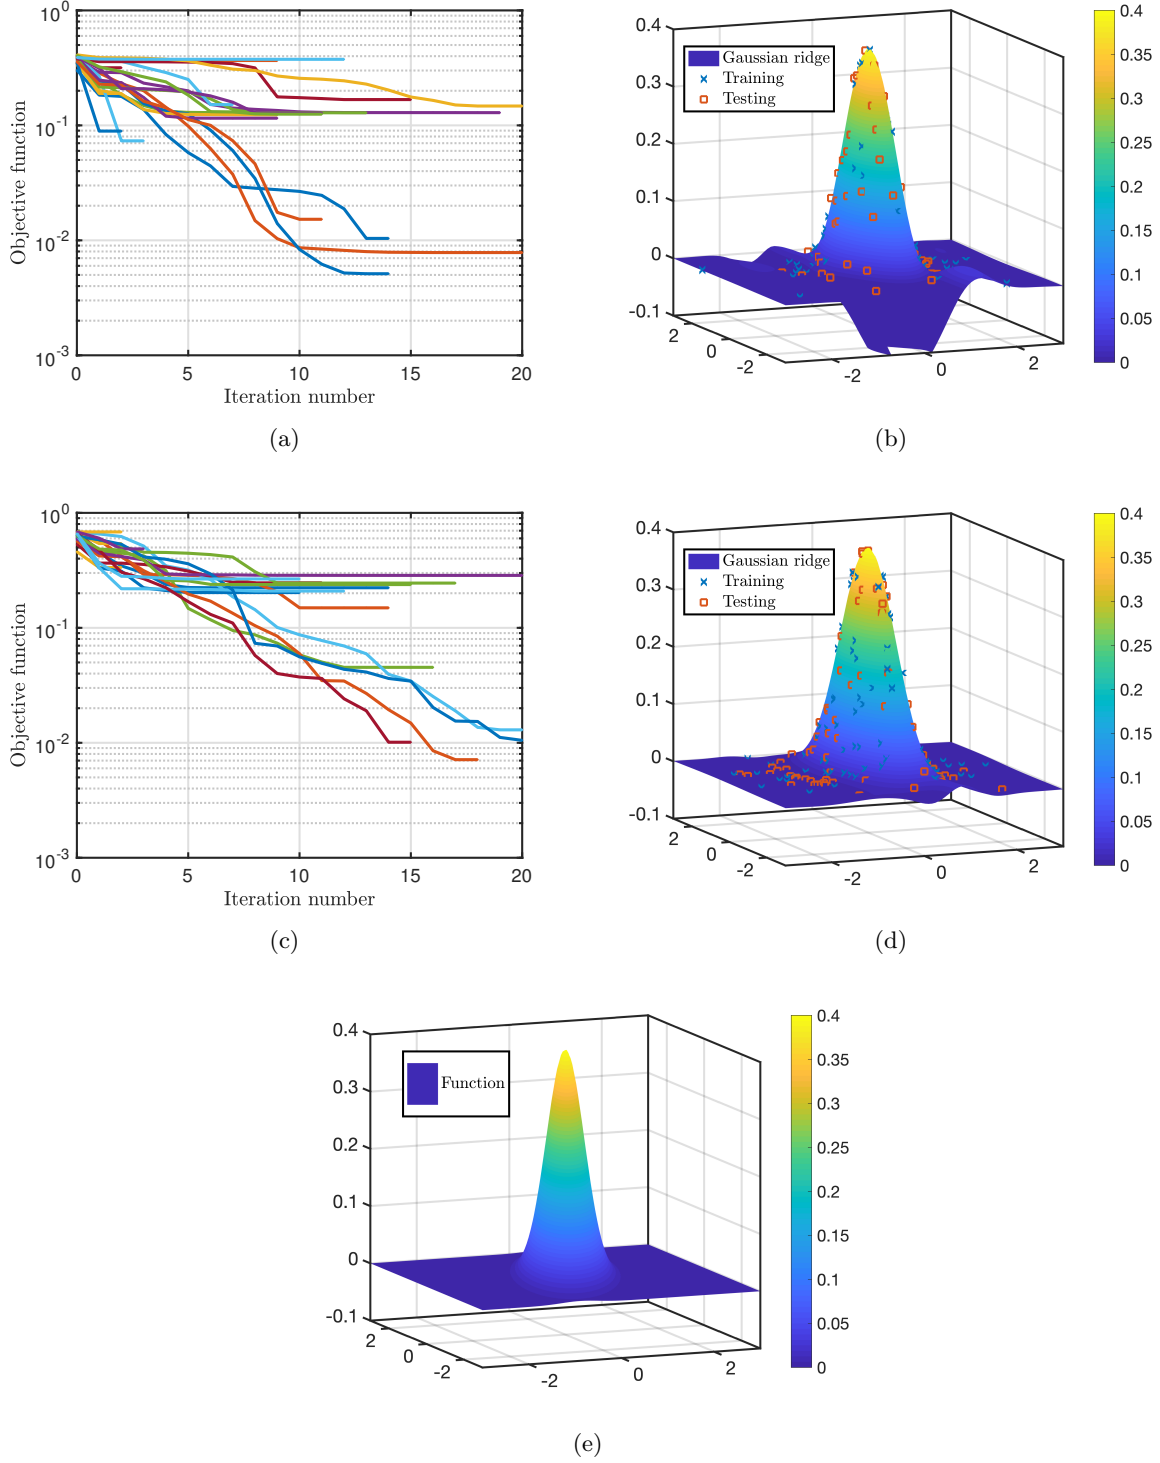 10^0
10^-1
10^-2
10^-3
0 5 10 15 20
Objective function
Iteration number
(a)
0.4
0.3
0.2
0.1
0
-0.1
2 0 -2
-2 0 2
Gaussian ridge
Training
Testing
0.4
0.35
0.3
0.25
0.2
0.15
0.1
0.05
0
(b)
10^0
10^-1
10^-2
10^-3
0 5 10 15 20
Objective function
Iteration number
(c)
0.4
0.3
0.2
0.1
0
-0.1
2 0 -2
-2 0 2
Gaussian ridge
Training
Testing
0.4
0.35
0.3
0.25
0.2
0.15
0.1
0.05
0
(d)
0.4
0.3
0.2
0.1
0
-0.1
2 0 -2
-2 0 2
Function
0.4
0.35
0.3
0.25
0.2
0.15
0.1
0.05
0
(e)